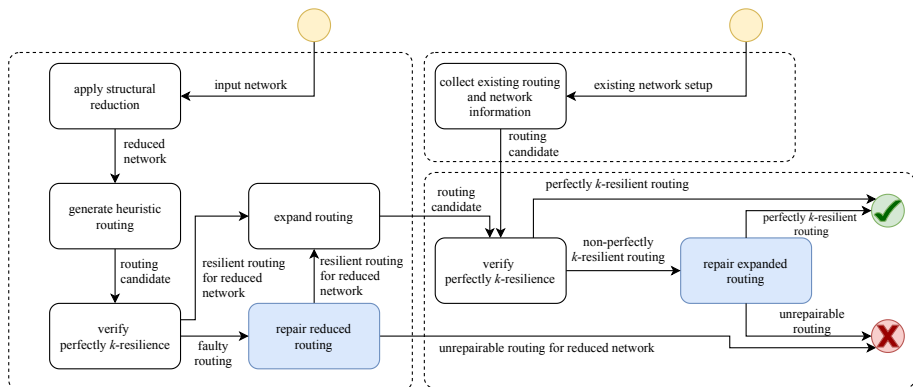 apply structural
reduction
input network
reduced
network
generate heuristic
routing
routing
candidate
verify
perfectly k-resilience
resilient routing
for reduced
network
faulty
routing
expand routing
resilient routing
for reduced
network
repair reduced
routing
routing
candidate
unrepairable routing for reduced network
collect existing routing
and network
information
existing network setup
routing
candidate
verify
perfectly k-resilience
perfectly k-resilient routing
non-perfectly
k-resilient routing
repair expanded
routing
perfectly k-resilient
routing
unrepairable
routing